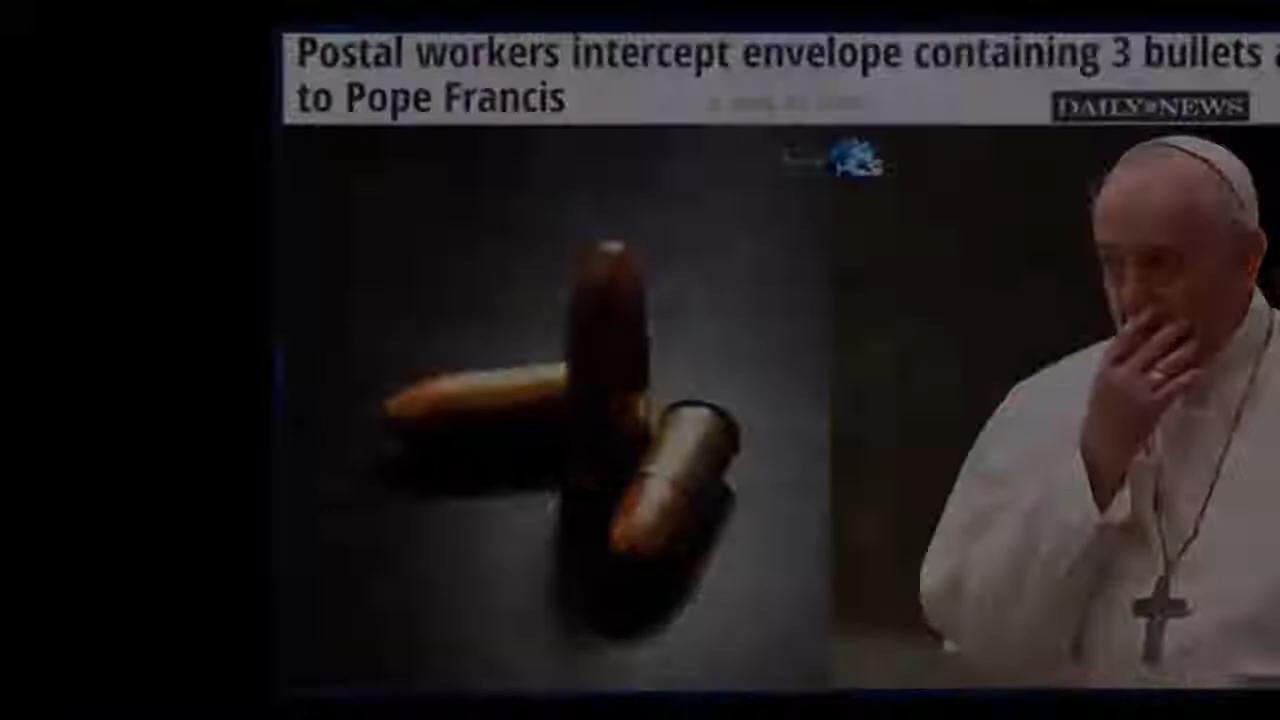 Postal workers intercept envelope containing 3 bullets
to Pope Francis
DAILY NEWS